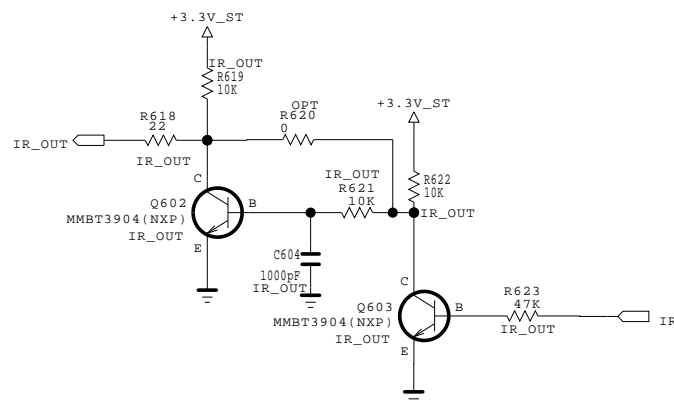 +3.3V_ST
IR_OUT
R619
10K
OPT
R620
0
+3.3V_ST
R618
22
IR_OUT
IR_OUT
IR_OUT
R621
10K
R622
10K
IR_OUT
C
B
E
Q602
MMBT3904(NXP)
IR_OUT
C604
1000pF
IR_OUT
C
B
E
Q603
MMBT3904(NXP)
IR_OUT
R623
47K
IR_OUT
IR